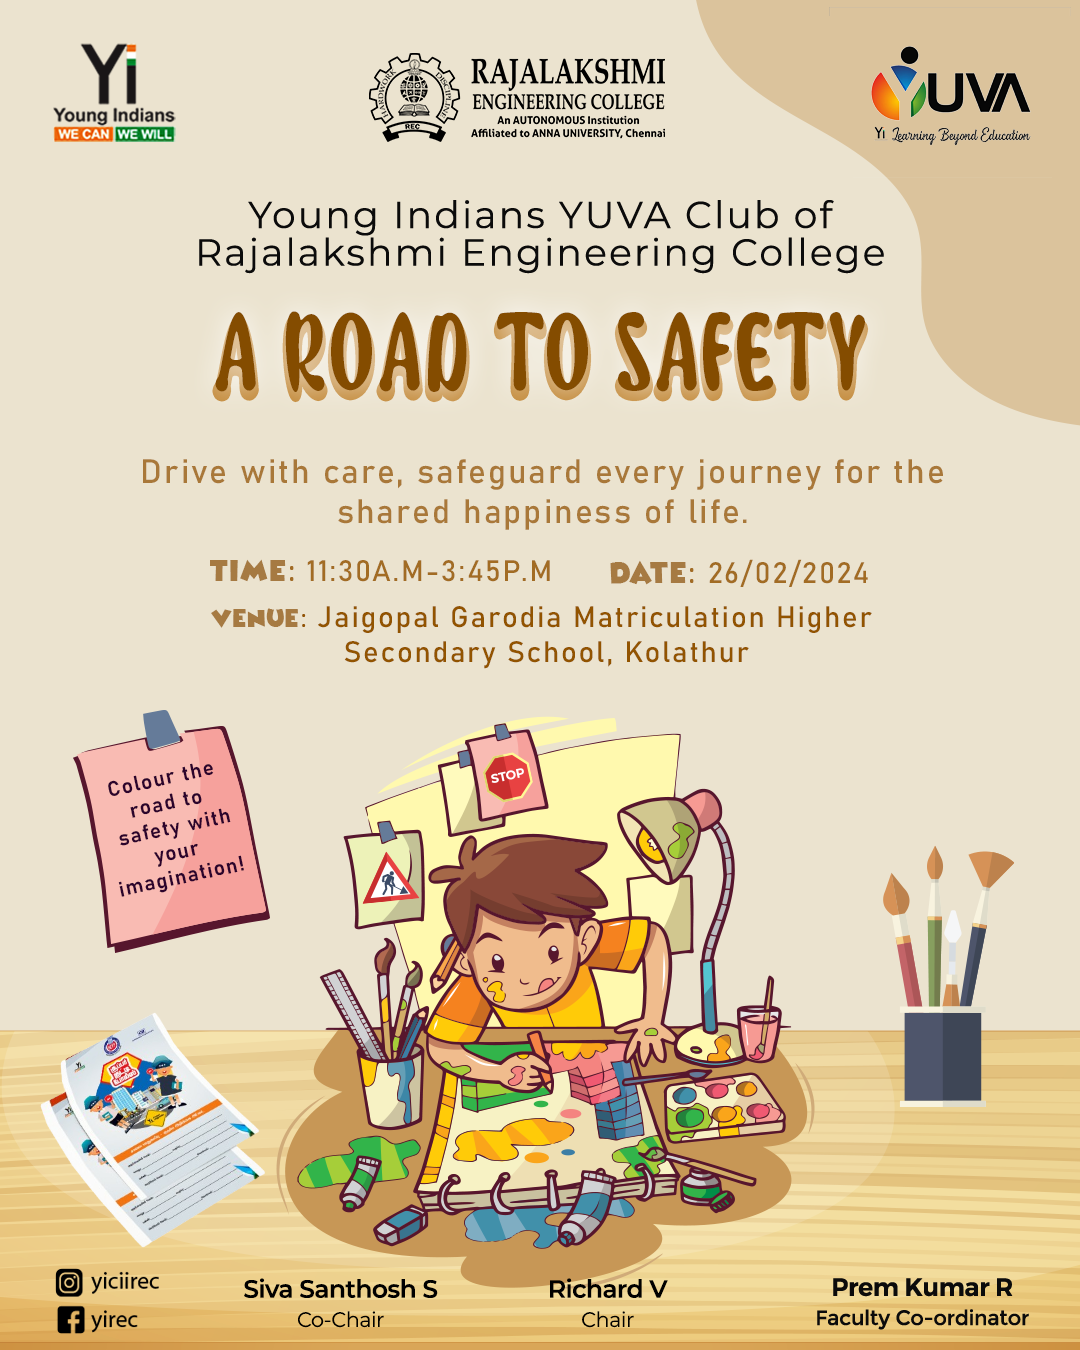 Yi
Young Indians
WE CAN WE WILL
HARDWORK
DISCIPLINE
REC
RAJALAKSHMI
ENGINEERING COLLEGE
An AUTONOMOUS Institution
Affiliated to ANNA UNIVERSITY, Chennai
YUVA
Yi Learning Beyond Education
Young Indians YUVA Club of
Rajalakshmi Engineering College
A ROAD TO SAFETY
Drive with care, safeguard every journey for the
shared happiness of life.
TIME: 11:30A.M-3:45P.M
DATE: 26/02/2024
VENUE: Jaigopal Garodia Matriculation Higher
Secondary School, Kolathur
Colour the
road to
safety with
your
imagination!
STOP
yiciirec
yirec
Siva Santhosh S
Co-Chair
Richard V
Chair
Prem Kumar R
Faculty Co-ordinator